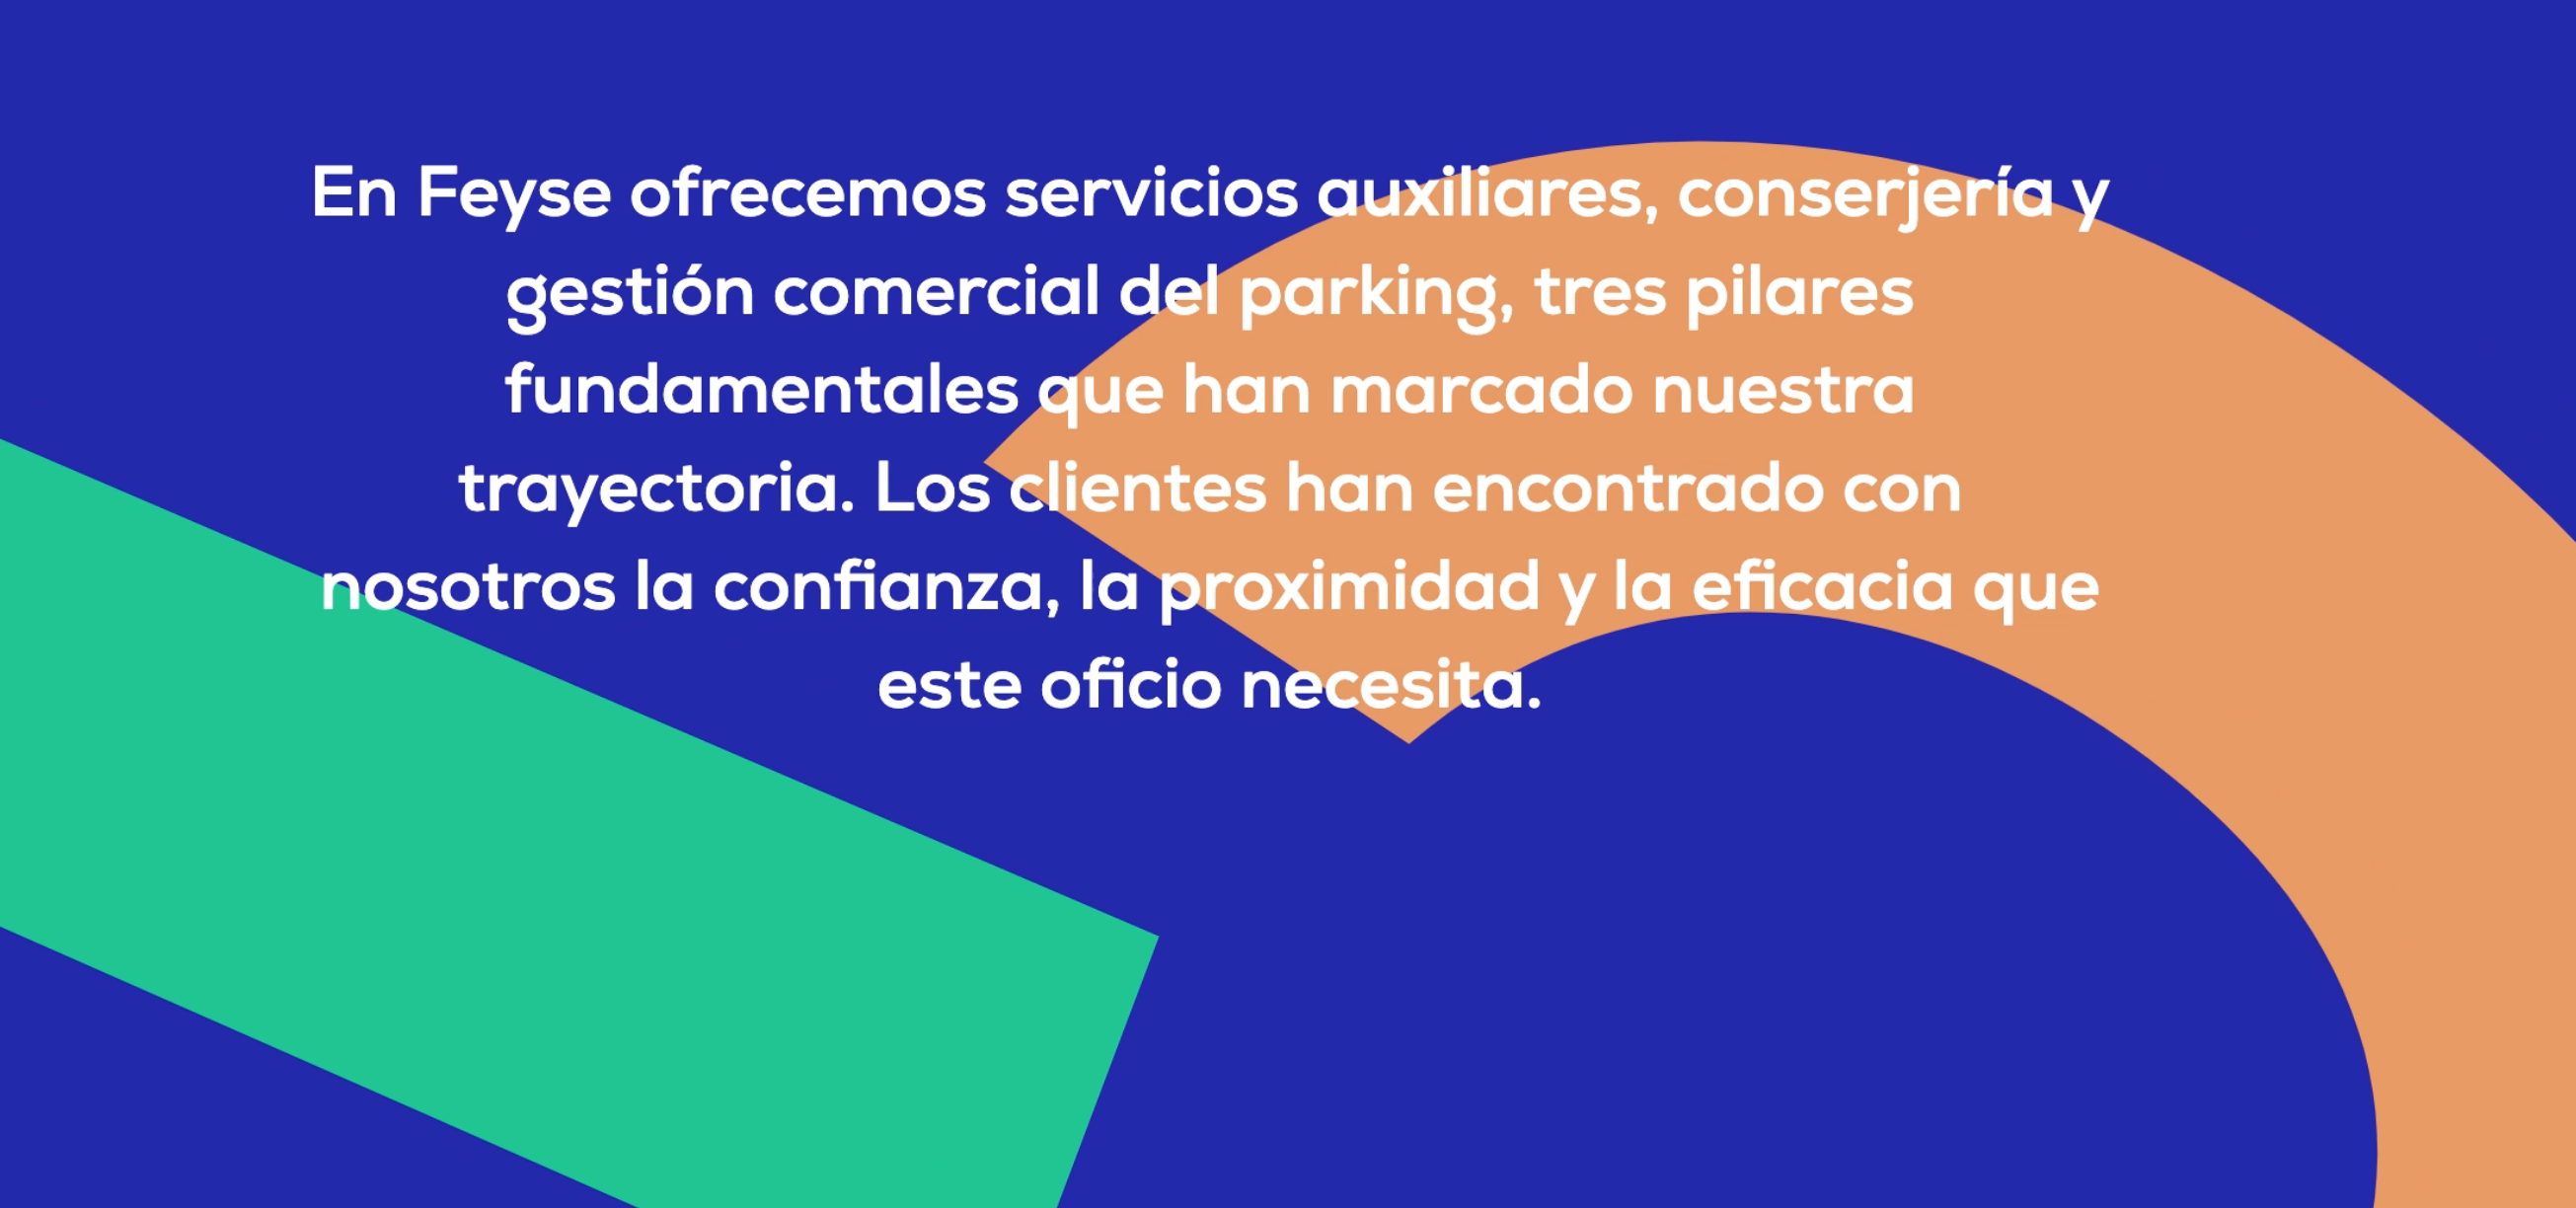 En Feyse ofrecemos servicios auxiliares, conserjería y
gestión comercial del parking, tres pilares
fundamentales que han marcado nuestra
trayectoria. Los clientes han encontrado con
nosotros la confianza, la proximidad y la eficacia que
este oficio necesita.